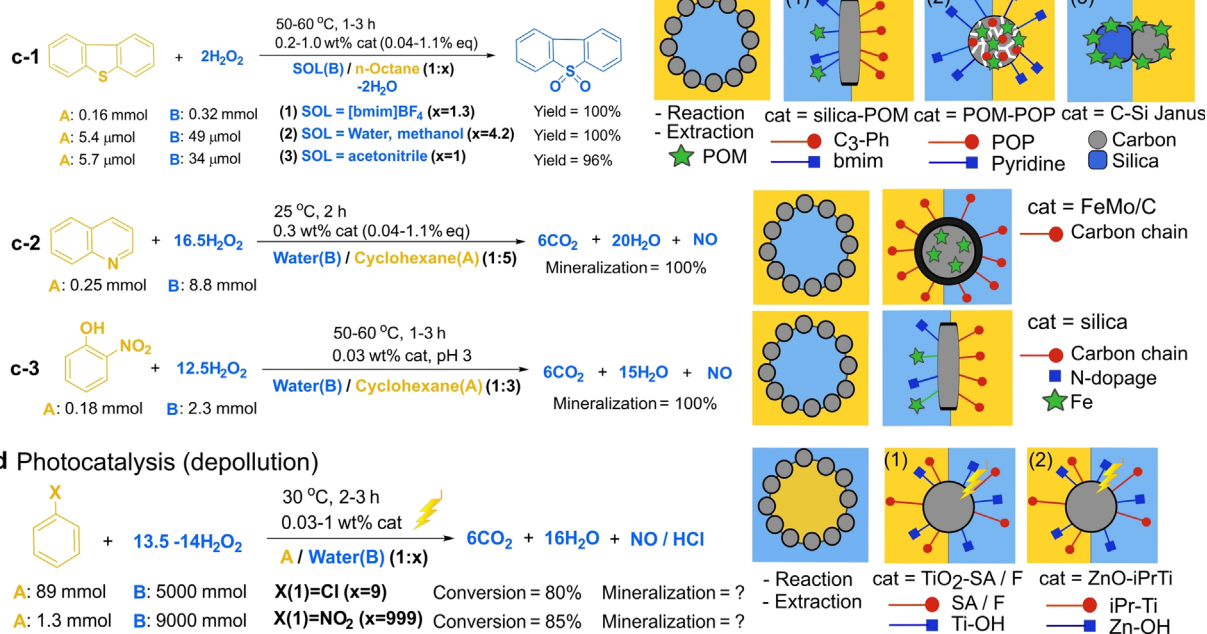 (1) (2) (3)
50-60 °C, 1-3 h
0.2-1.0 wt% cat (0.04-1.1% eq)
c-1 S + 2H₂O₂ SOL(B) / n-Octane (1:x) S O O
-2H₂O
A: 0.16 mmol B: 0.32 mmol (1) SOL = [bmim]BF₄ (x=1.3) Yield = 100%
A: 5.4 μmol B: 49 μmol (2) SOL = Water, methanol (x=4.2) Yield = 100%
A: 5.7 μmol B: 34 μmol (3) SOL = acetonitrile (x=1) Yield = 96%
- Reaction cat = silica-POM cat = POM-POP cat = C-Si Janus
- Extraction C₃-Ph POP Carbon
POM bmim Pyridine Silica
25 °C, 2 h
0.3 wt% cat (0.04-1.1% eq)
c-2 N + 16.5H₂O₂ Water(B) / Cyclohexane(A) (1:5) 6CO₂ + 20H₂O + NO
Mineralization = 100%
A: 0.25 mmol B: 8.8 mmol
cat = FeMo/C
Carbon chain
OH
NO₂
50-60 °C, 1-3 h
0.03 wt% cat, pH 3
c-3 + 12.5H₂O₂ Water(B) / Cyclohexane(A) (1:3) 6CO₂ + 15H₂O + NO
A: 0.18 mmol B: 2.3 mmol Mineralization = 100%
cat = silica
Carbon chain
N-dopage
Fe
d Photocatalysis (depollution)
X
30 °C, 2-3 h
0.03-1 wt% cat
+ 13.5 -14H₂O₂ A / Water(B) (1:x) 6CO₂ + 16H₂O + NO / HCl
A: 89 mmol B: 5000 mmol X(1)=Cl (x=9) Conversion = 80% Mineralization = ?
A: 1.3 mmol B: 9000 mmol X(1)=NO₂ (x=999) Conversion = 85% Mineralization = ?
(1) (2)
- Reaction cat = TiO₂-SA / F cat = ZnO-iPrTi
- Extraction SA / F iPr-Ti
Ti-OH Zn-OH